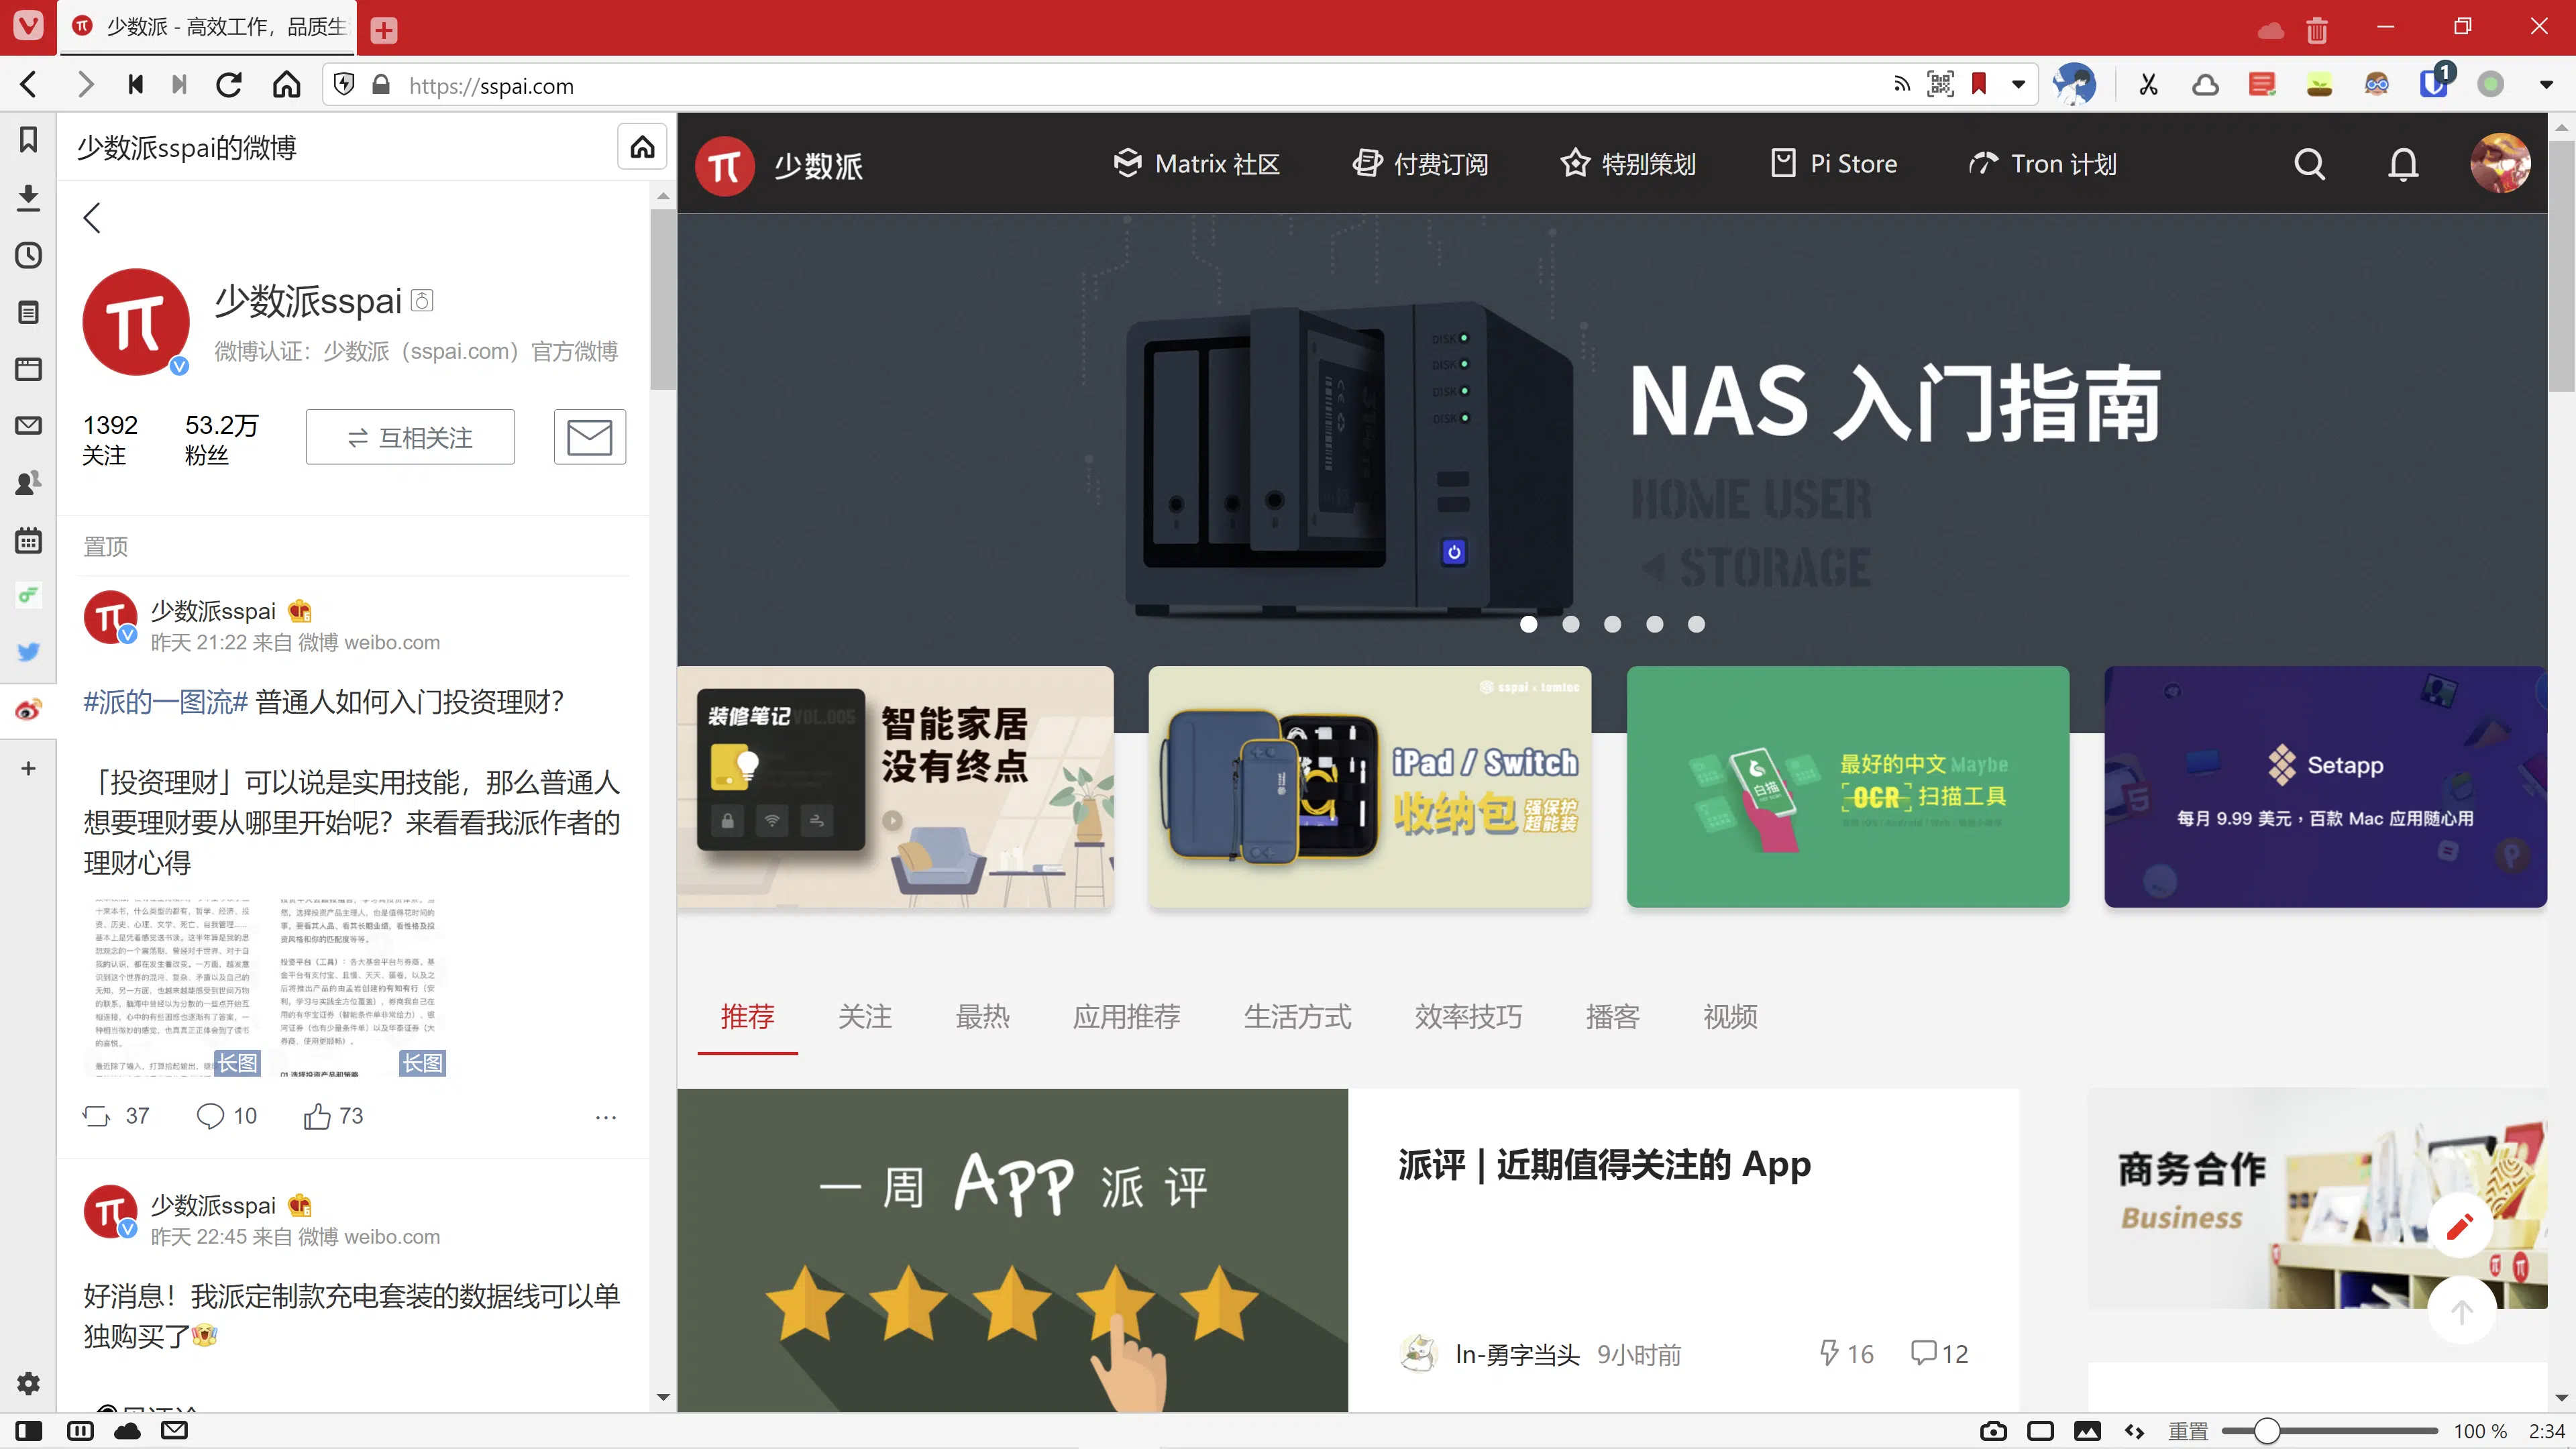 少数派 - 高效工作，品质生
https://sspai.com
1
少数派sspai的微博
少数派sspai
微博认证：少数派（sspai.com）官方微博
1392
关注
53.2万
粉丝
互相关注
置顶
少数派sspai
昨天 21:22 来自 微博 weibo.com
#派的一图流# 普通人如何入门投资理财？
「投资理财」可以说是实用技能，那么普通人
想要理财要从哪里开始呢？来看看我派作者的
理财心得
长图
长图
37
10
73
少数派sspai
昨天 22:45 来自 微博 weibo.com
好消息！我派定制款充电套装的数据线可以单
独购买了
少数派
Matrix 社区
付费订阅
特别策划
Pi Store
Tron 计划
DISK
DISK
DISK
DISK
NAS 入门指南
HOME USER
STORAGE
装修笔记 VOL.005
智能家居
没有终点
sspai x tomtoc
iPad / Switch
收纳包 强保护
超能装
白描
最好的中文 Maybe
OCR 扫描工具
Setapp
每月 9.99 美元，百款 Mac 应用随心用
推荐
关注
最热
应用推荐
生活方式
效率技巧
播客
视频
一周 APP 派评
派评 | 近期值得关注的 App
ln-勇字当头
9小时前
16
12
商务合作
Business
重置
100 %
2:34